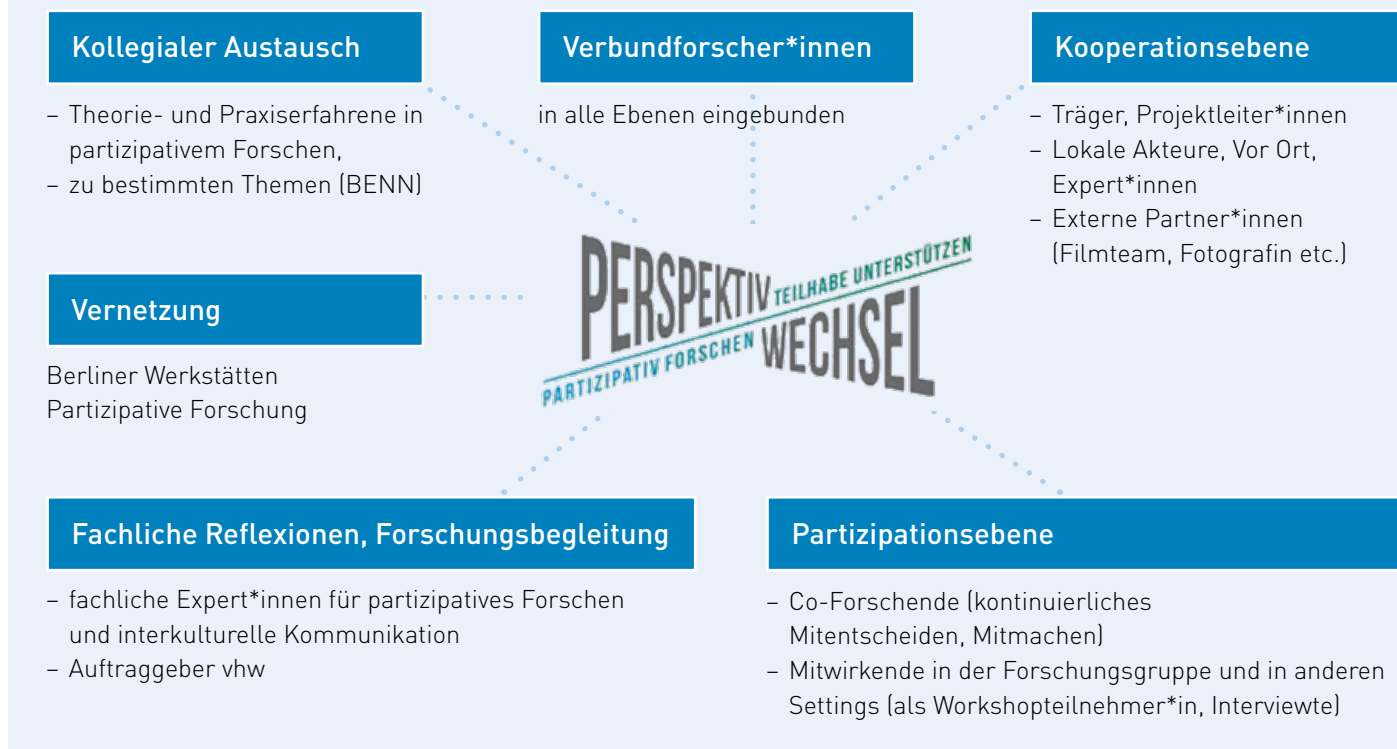 Kollegialer Austausch
– Theorie- und Praxiserfahrene in
partizipativem Forschen,
– zu bestimmten Themen (BENN)
Verbundforscher*innen
in alle Ebenen eingebunden
Kooperationsebene
– Träger, Projektleiter*innen
– Lokale Akteure, Vor Ort,
Expert*innen
– Externe Partner*innen
(Filmteam, Fotografin etc.)
Vernetzung
Berliner Werkstätten
Partizipative Forschung
PERSPEKTIV TEILHABE UNTERSTÜTZEN
PARTIZIPATIV FORSCHEN WECHSEL
Fachliche Reflexionen, Forschungsbegleitung
– fachliche Expert*innen für partizipatives Forschen
und interkulturelle Kommunikation
– Auftraggeber vhw
Partizipationsebene
– Co-Forschende (kontinuierliches
Mitentscheiden, Mitmachen)
– Mitwirkende in der Forschungsgruppe und in anderen
Settings (als Workshopteilnehmer*in, Interviewte)